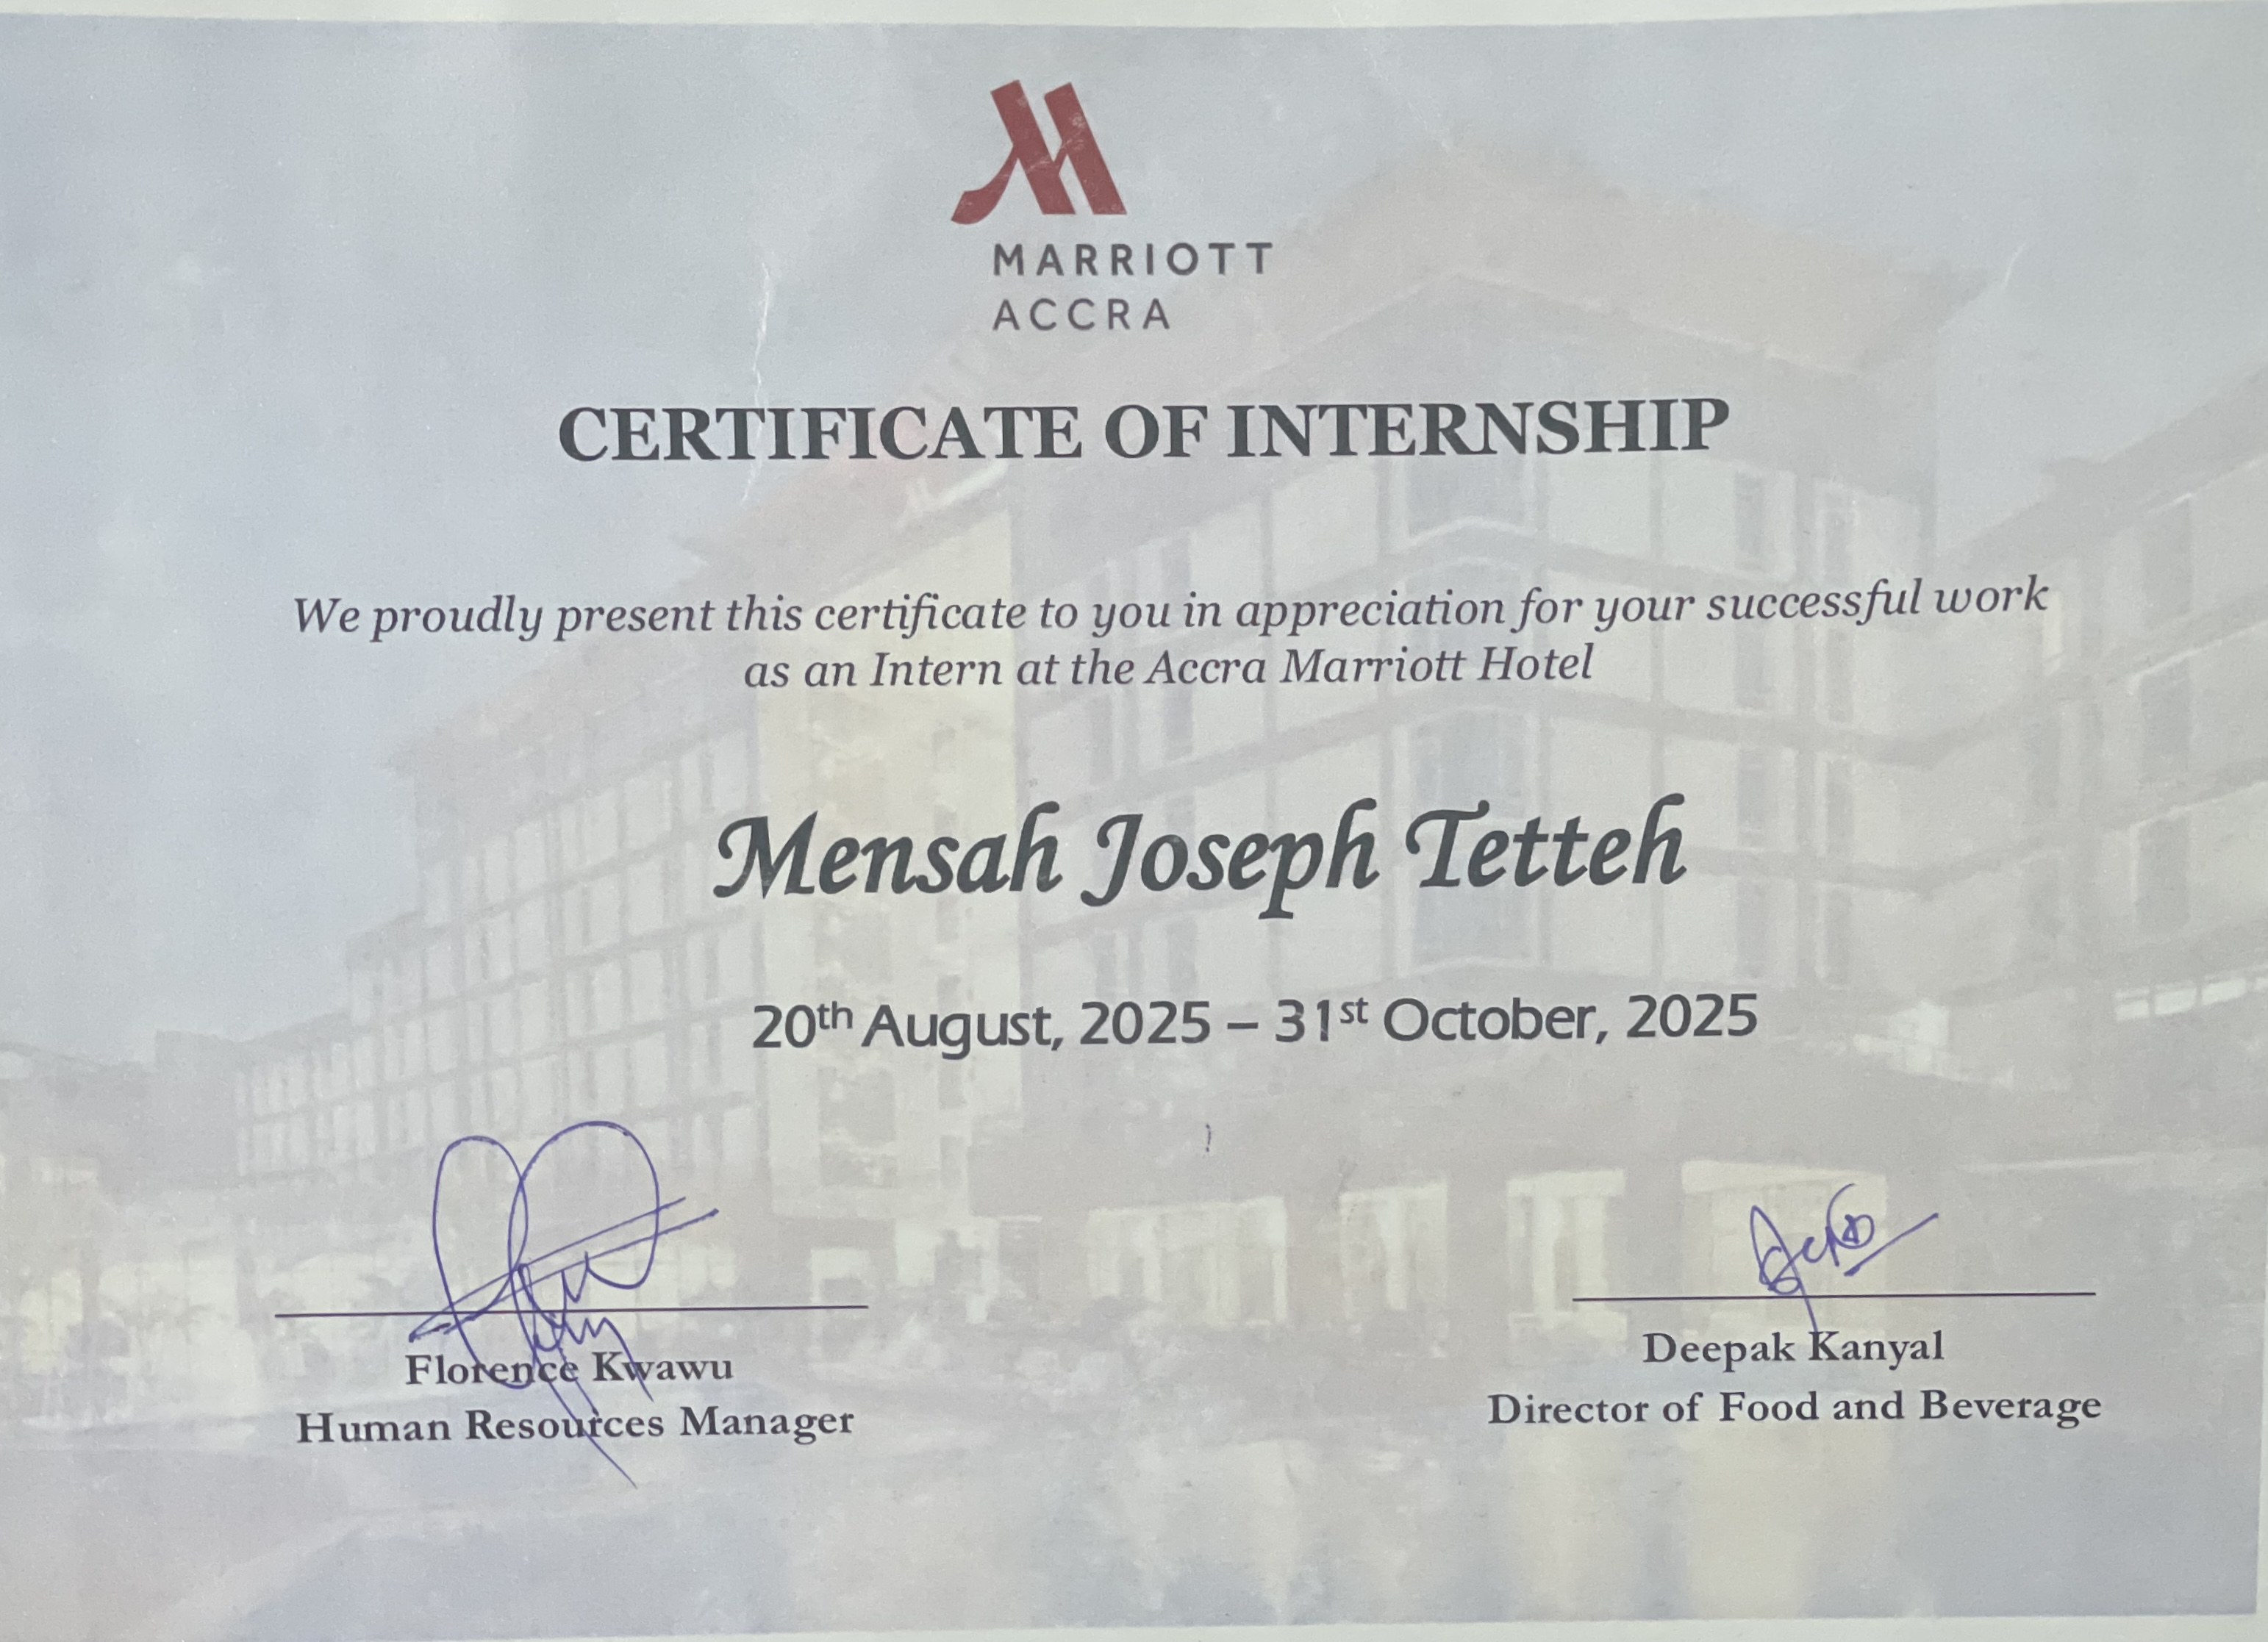 MARRIOTT
ACCRA
CERTIFICATE OF INTERNSHIP
We proudly present this certificate to you in appreciation for your successful work
as an Intern at the Accra Marriott Hotel
Mensah Joseph Tetteh
20th August, 2025 – 31st October, 2025
Florence Kwawu
Human Resources Manager
Deepak Kanyal
Director of Food and Beverage